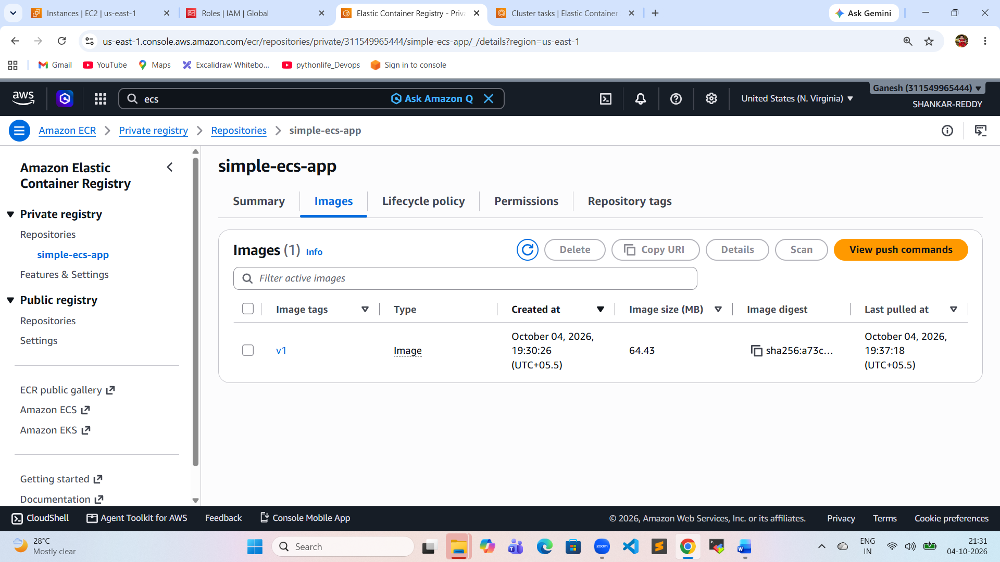 Instances | EC2 | us-east-1
Roles | IAM | Global
Elastic Container Registry - Priva
Cluster tasks | Elastic Container
Ask Gemini
us-east-1.console.aws.amazon.com/ecr/repositories/private/311549965444/simple-ecs-app/_/details?region=us-east-1
Gmail
YouTube
Maps
Excalidraw Whitebo...
pythonlife_Devops
Sign in to console
aws
ecs
Ask Amazon Q
United States (N. Virginia)
Ganesh (311549965444)
SHANKAR-REDDY
Amazon ECR
Private registry
Repositories
simple-ecs-app
Amazon Elastic
Container Registry
Private registry
Repositories
simple-ecs-app
Features & Settings
Public registry
Repositories
Settings
ECR public gallery
Amazon ECS
Amazon EKS
Getting started
Documentation
simple-ecs-app
Summary
Images
Lifecycle policy
Permissions
Repository tags
Images (1) Info
Delete
Copy URI
Details
Scan
View push commands
Filter active images
Image tags
Type
Created at
Image size (MB)
Image digest
Last pulled at
v1
Image
October 04, 2026,
19:30:26
(UTC+05.5)
64.43
sha256:a73c...
October 04, 2026,
19:37:18
(UTC+05.5)
CloudShell
Agent Toolkit for AWS
Feedback
Console Mobile App
© 2026, Amazon Web Services, Inc. or its affiliates.
Privacy
Terms
Cookie preferences
28°C
Mostly clear
Search
zoom
ENG
IN
21:31
04-10-2026